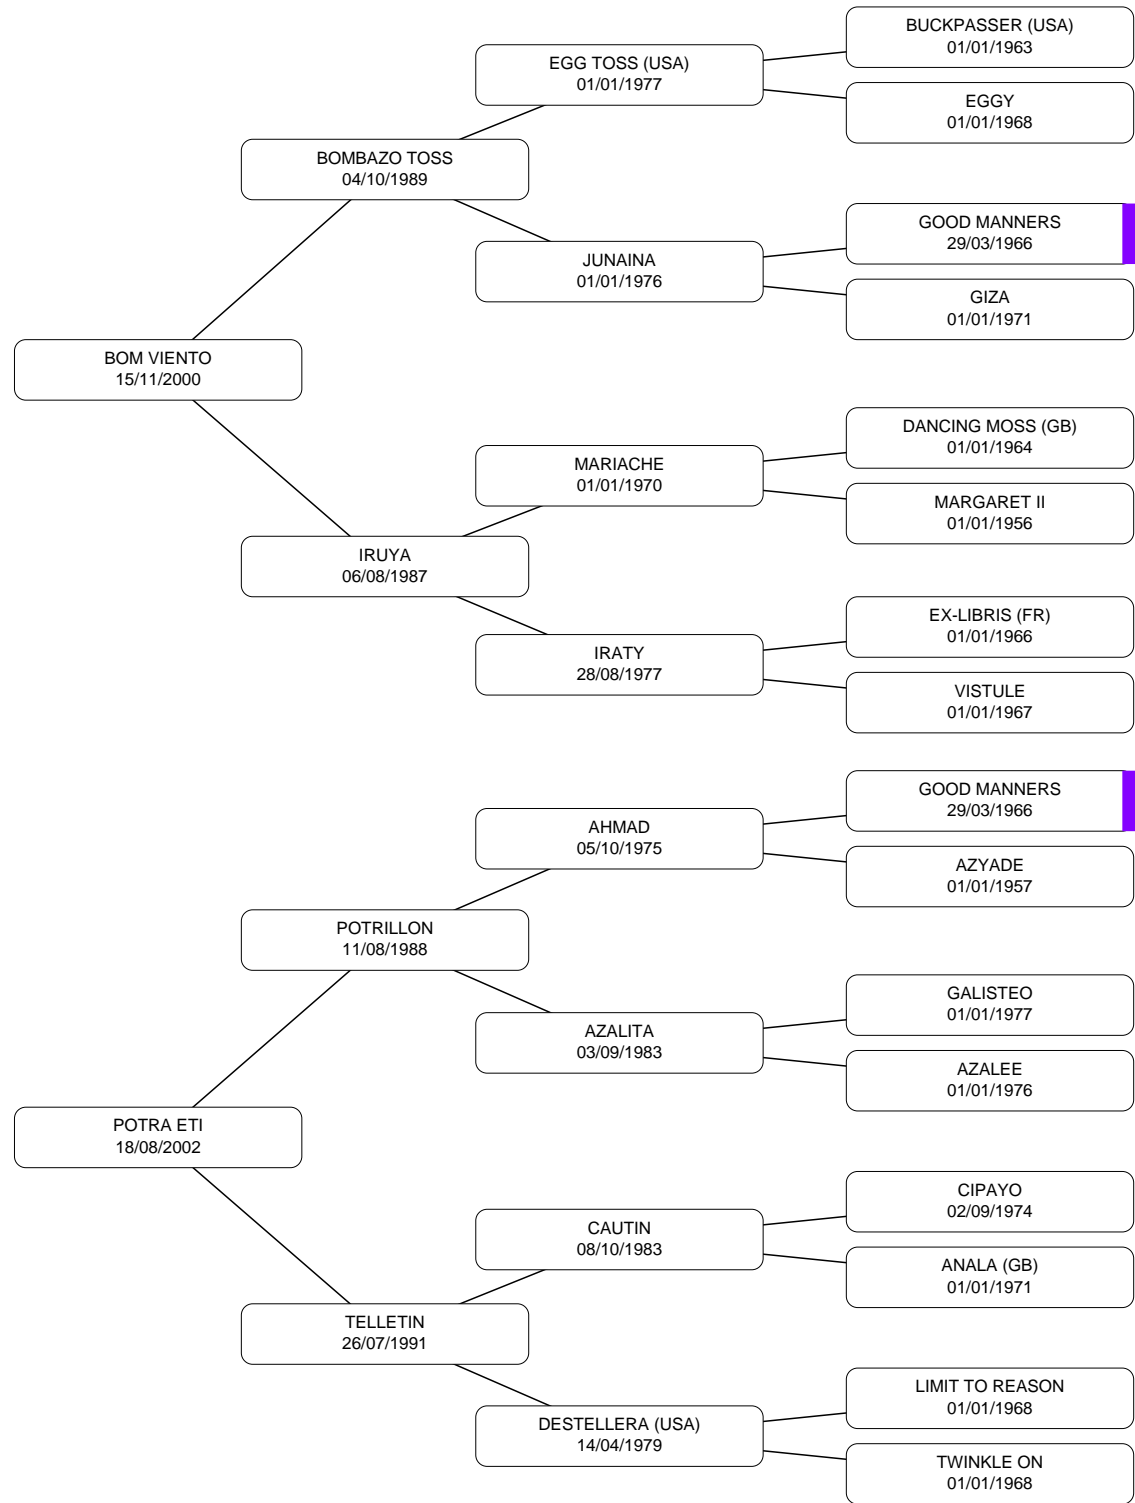 BUCKPASSER (USA)
01/01/1963
EGG TOSS (USA)
01/01/1977
EGGY
01/01/1968
BOMBAZO TOSS
04/10/1989
GOOD MANNERS
29/03/1966
JUNAINA
01/01/1976
GIZA
01/01/1971
BOM VIENTO
15/11/2000
DANCING MOSS (GB)
01/01/1964
MARIACHE
01/01/1970
MARGARET II
01/01/1956
IRUYA
06/08/1987
EX-LIBRIS (FR)
01/01/1966
IRATY
28/08/1977
VISTULE
01/01/1967
GOOD MANNERS
29/03/1966
AHMAD
05/10/1975
AZYADE
01/01/1957
POTRILLON
11/08/1988
GALISTEO
01/01/1977
AZALITA
03/09/1983
AZALEE
01/01/1976
POTRA ETI
18/08/2002
CIPAYO
02/09/1974
CAUTIN
08/10/1983
ANALA (GB)
01/01/1971
TELLETIN
26/07/1991
LIMIT TO REASON
01/01/1968
DESTELLERA (USA)
14/04/1979
TWINKLE ON
01/01/1968